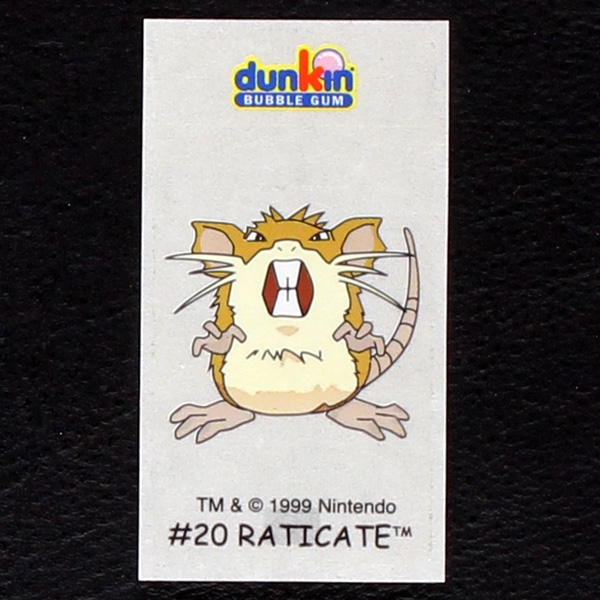 dunkin
BUBBLE GUM
TM & © 1999 Nintendo
#20 RATICATE™